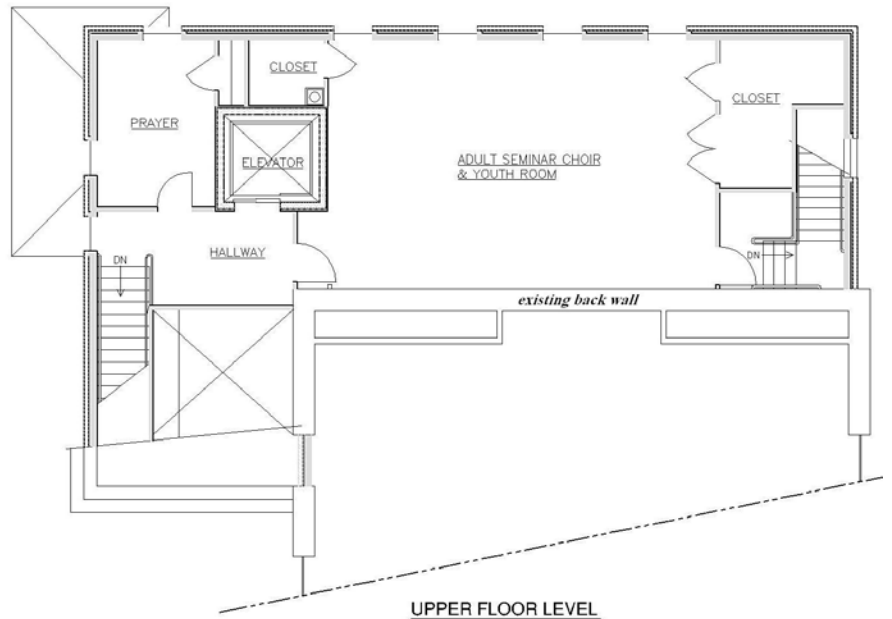 CLOSET
CLOSET
PRAYER
ELEVATOR
ADULT SEMINAR CHOIR
& YOUTH ROOM
HALLWAY
DN
DN
existing back wall
UPPER FLOOR LEVEL